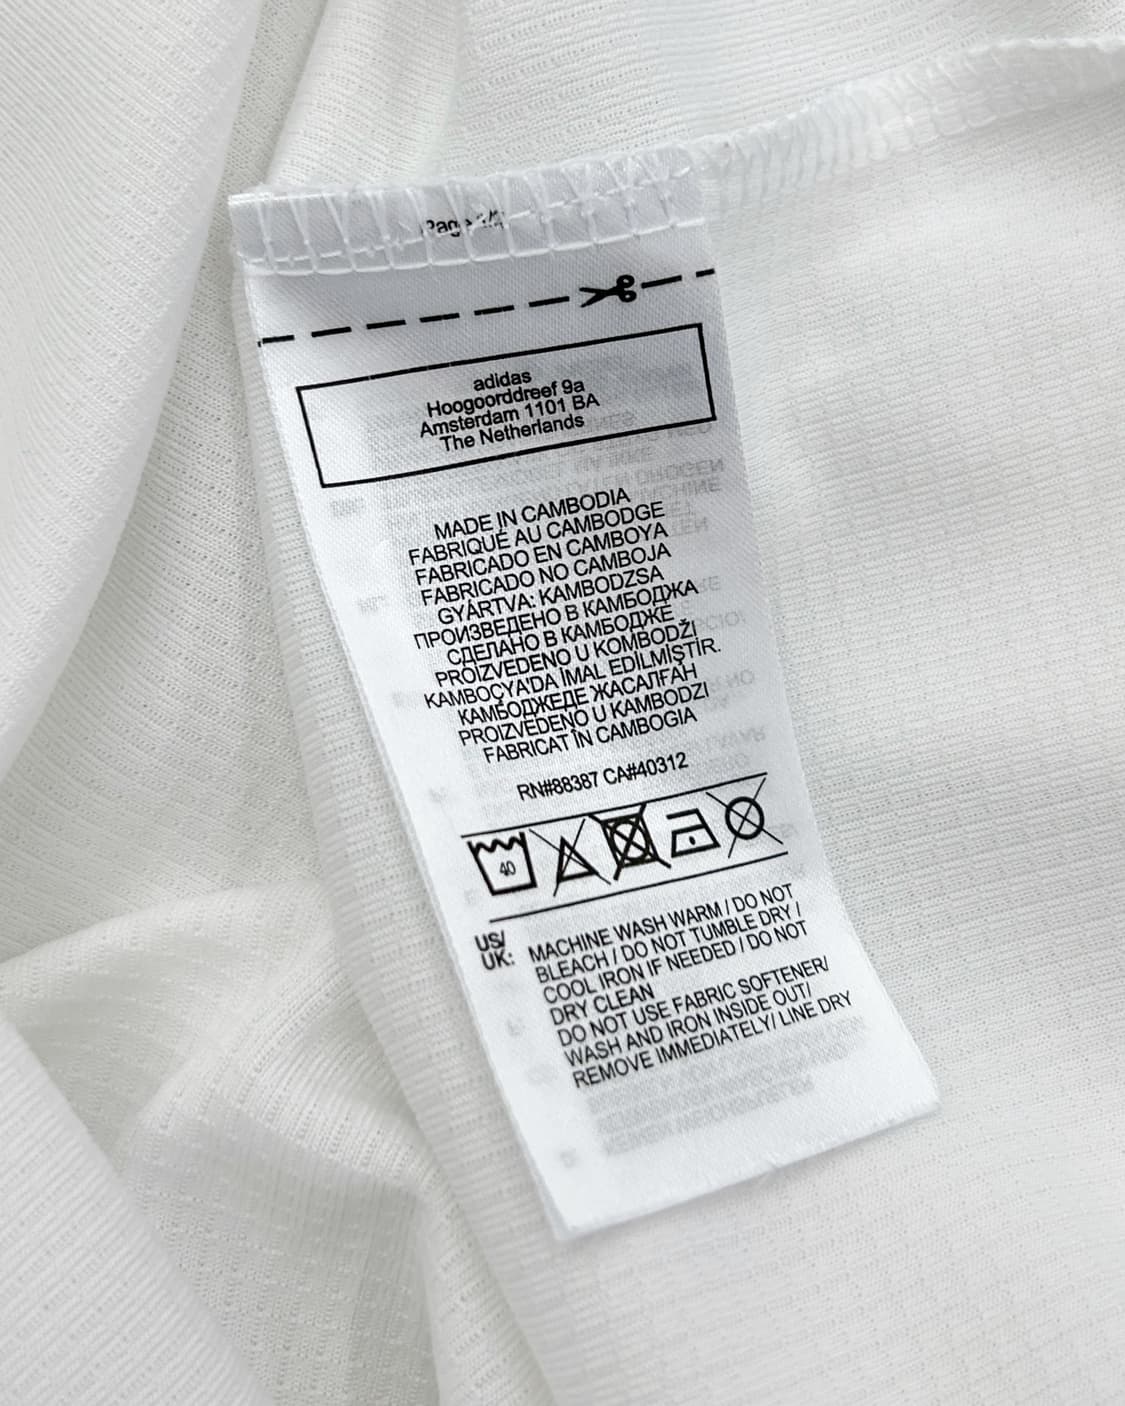 adidas
Hoogoorddreef 9a
Amsterdam 1101 BA
The Netherlands
MADE IN CAMBODIA
FABRIQUÉ AU CAMBODGE
FABRICADO EN CAMBOYA
FABRICADO NO CAMBOJA
GYÁRTVA: KAMBODZSA
ПРОИЗВЕДЕНО В КАМБОДЖА
СДЕЛАНО В КАМБОДЖЕ
PROIZVEDENO U KOMBODŽI
KAMBOÇYA'DA İMAL EDİLMİŞTİR.
КАМБОДЖЕДЕ ЖАСАЛҒАН
PROIZVEDENO U KAMBODZI
FABRICAT ÎN CAMBOGIA
RN#88387 CA#40312
40
US/
UK: MACHINE WASH WARM / DO NOT
BLEACH / DO NOT TUMBLE DRY /
COOL IRON IF NEEDED / DO NOT
DRY CLEAN
DO NOT USE FABRIC SOFTENER/
WASH AND IRON INSIDE OUT/
REMOVE IMMEDIATELY/ LINE DRY